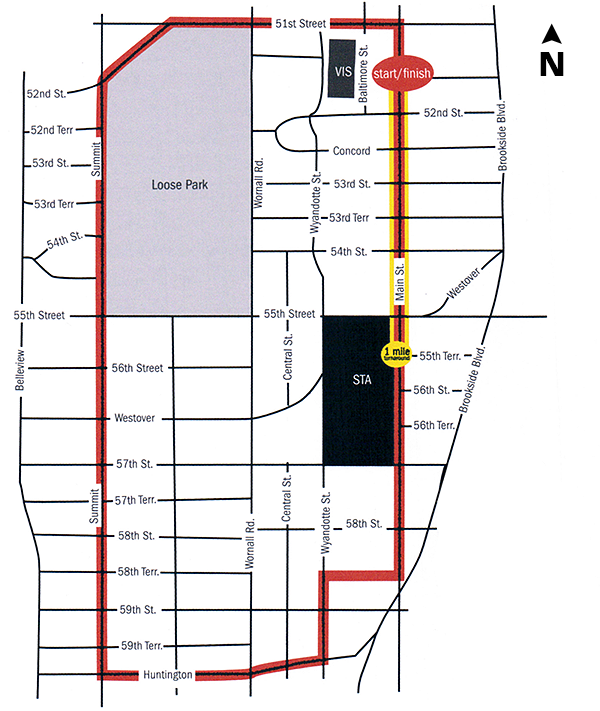 51st Street
N
VIS
Baltimore St.
start/finish
52nd St.
52nd St.
Brookside Blvd.
52nd Terr
Summit
Concord
53rd St.
Loose Park
Wornall Rd.
Wyandotte St.
53rd St.
53rd Terr
53rd Terr
54th St.
54th St.
Main St.
Westover
55th Street
55th Street
Central St.
1 mile
turnaround
55th Terr.
Belleview
56th Street
STA
56th St.
Brookside Blvd.
Westover
56th Terr.
57th St.
Summit
57th Terr.
Central St.
Wyandotte St.
Wornall Rd.
58th St.
58th St.
58th Terr.
59th St.
59th Terr.
Huntington